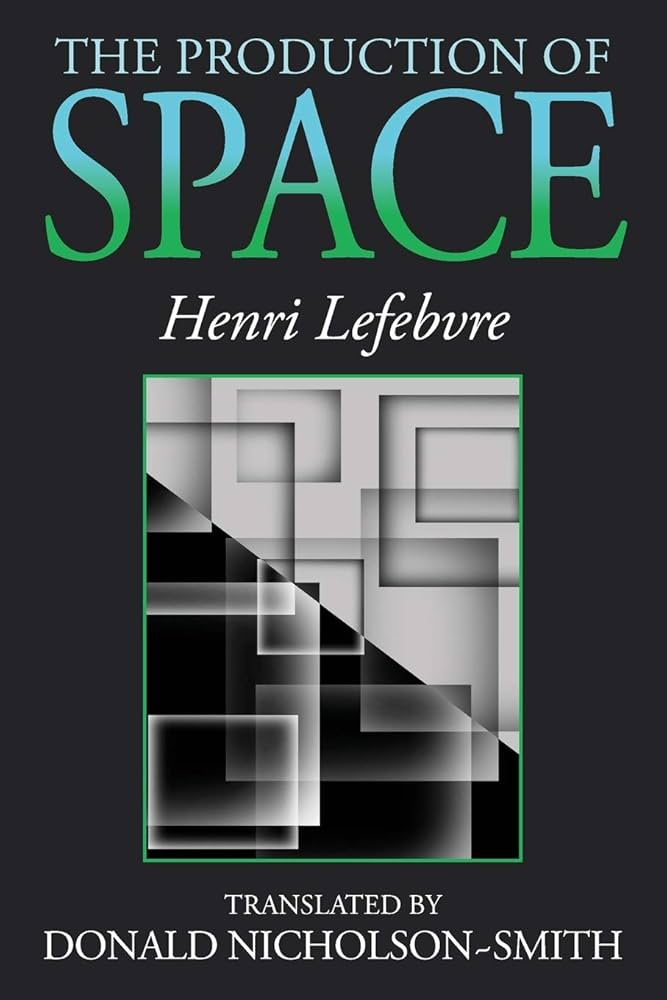 THE PRODUCTION OF
SPACE
Henri Lefebvre
TRANSLATED BY
DONALD NICHOLSON~SMITH